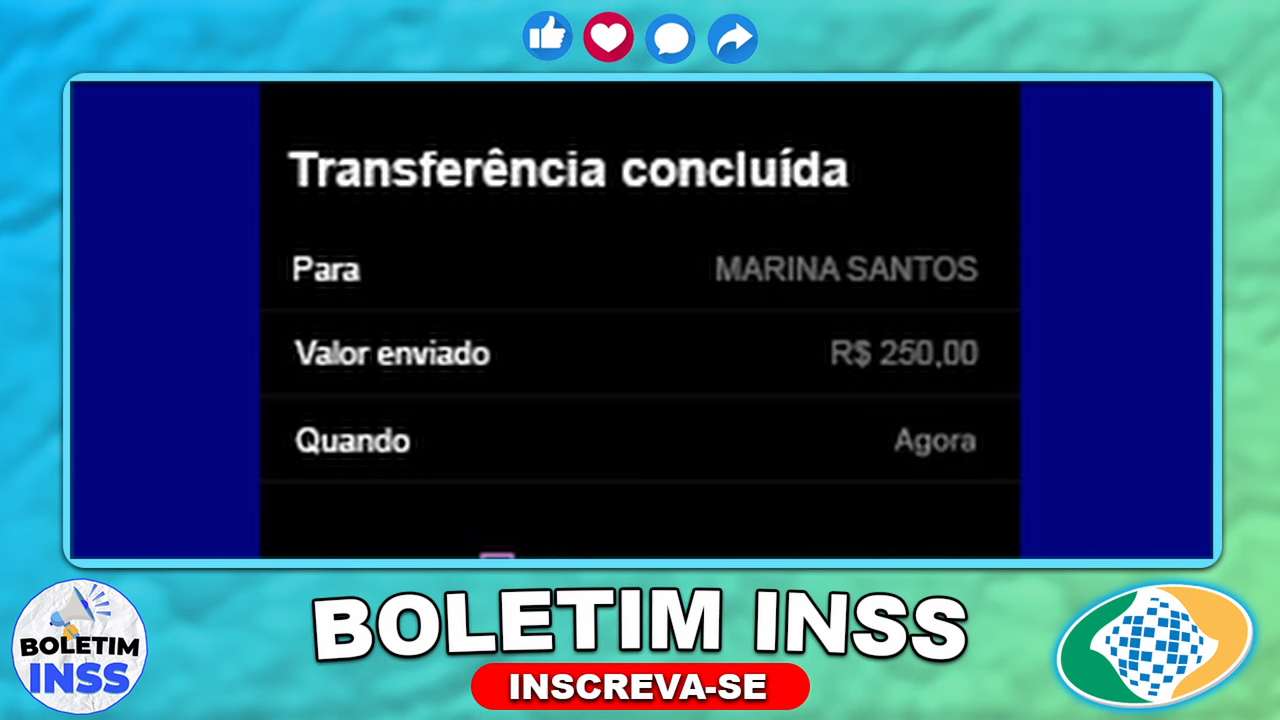 Transferência concluída
Para MARINA SANTOS
Valor enviado R$ 250,00
Quando Agora
BOLETIM INSS
INSCREVA-SE
BOLETIM
INSS